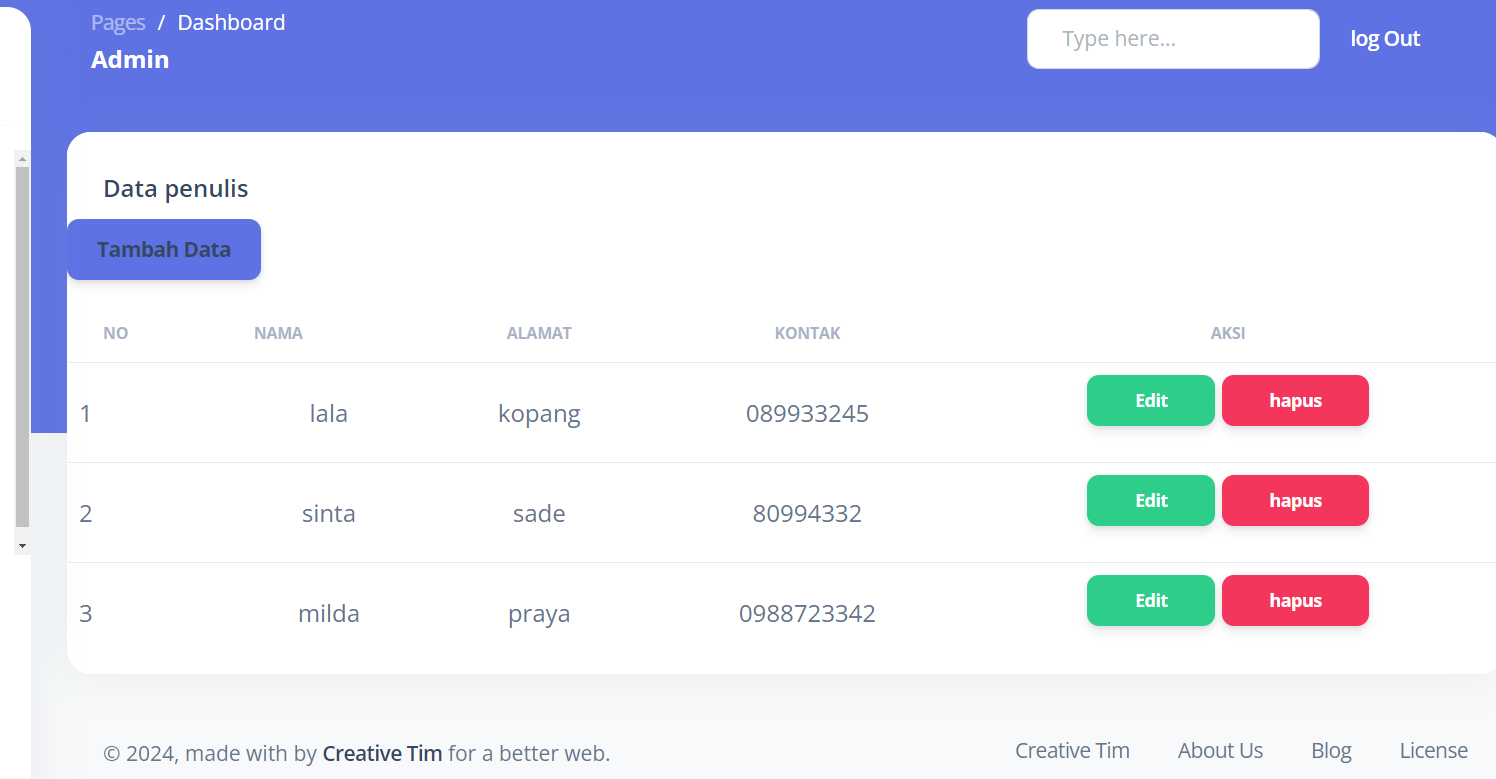 Pages / Dashboard
Admin
Type here...
log Out
Data penulis
Tambah Data
NO NAMA ALAMAT KONTAK AKSI
1 lala kopang 089933245 Edit hapus
2 sinta sade 80994332 Edit hapus
3 milda praya 0988723342 Edit hapus
© 2024, made with by Creative Tim for a better web.
Creative Tim About Us Blog License